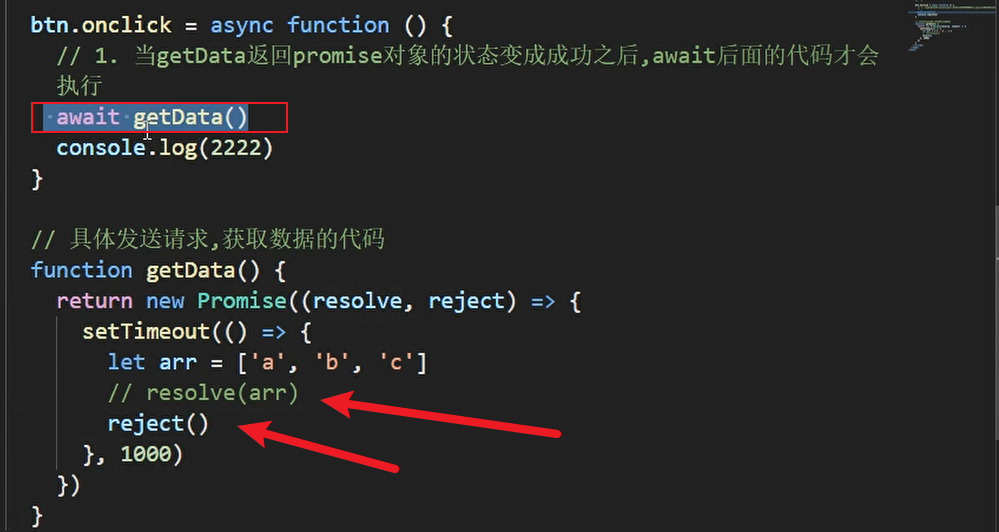 btn.onclick = async function () {
// 1. 当getData返回promise对象的状态变成成功之后,await后面的代码才会
执行
await getData()
console.log(2222)
}
// 具体发送请求,获取数据的代码
function getData() {
return new Promise((resolve, reject) => {
setTimeout(() => {
let arr = ['a', 'b', 'c']
// resolve(arr)
reject()
}, 1000)
})
}